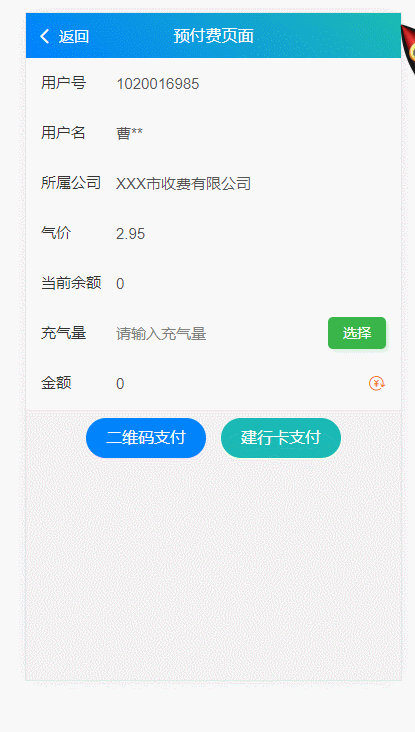 返回 预付费页面
用户号 1020016985
用户名 曹**
所属公司 XXX市收费有限公司
气价 2.95
当前余额 0
充气量 请输入充气量 选择
金额 0 ¥
二维码支付 建行卡支付